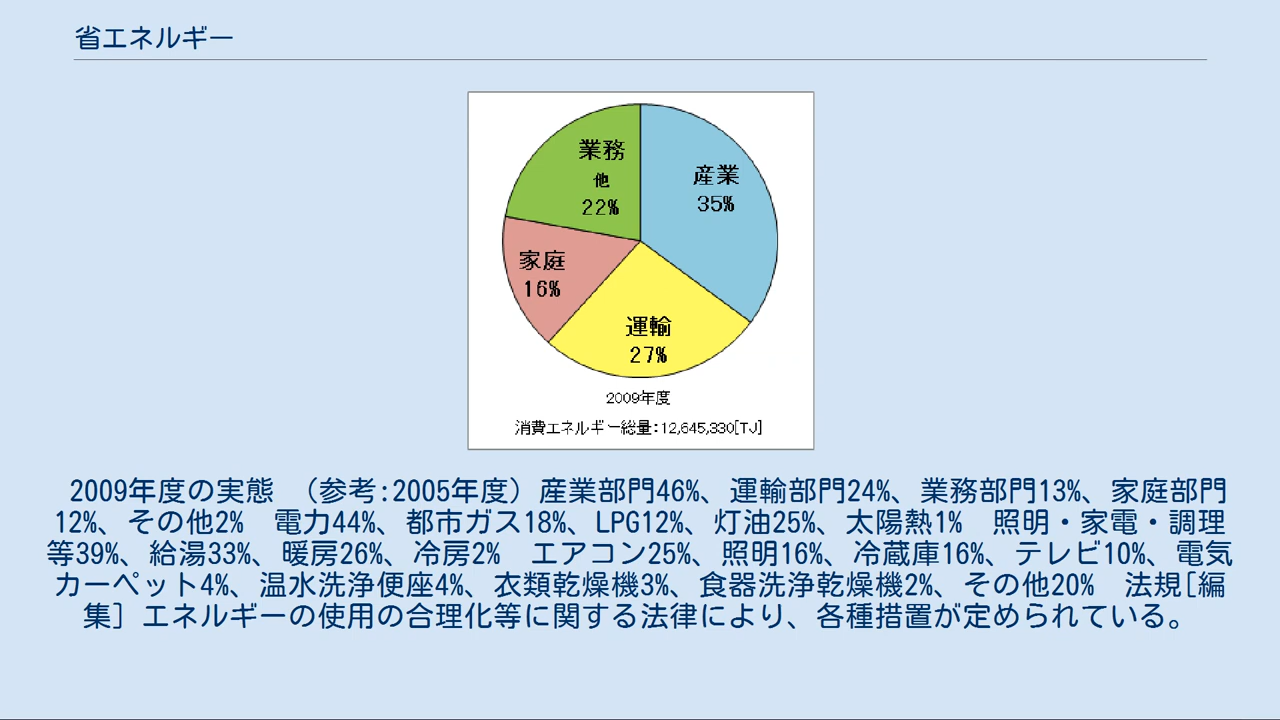 省エネルギー
業務
他
22%
産業
35%
家庭
16%
運輸
27%
2009年度
消費エネルギー総量:12,645,330[TJ]
2009年度の実態　（参考:2005年度）産業部門46%、運輸部門24%、業務部門13%、家庭部門
12%、その他2%　電力44%、都市ガス18%、LPG12%、灯油25%、太陽熱1%　照明・家電・調理
等39%、給湯33%、暖房26%、冷房2%　エアコン25%、照明16%、冷蔵庫16%、テレビ10%、電気
カーペット4%、温水洗浄便座4%、衣類乾燥機3%、食器洗浄乾燥機2%、その他20%　法規[編
集］エネルギーの使用の合理化等に関する法律により、各種措置が定められている。